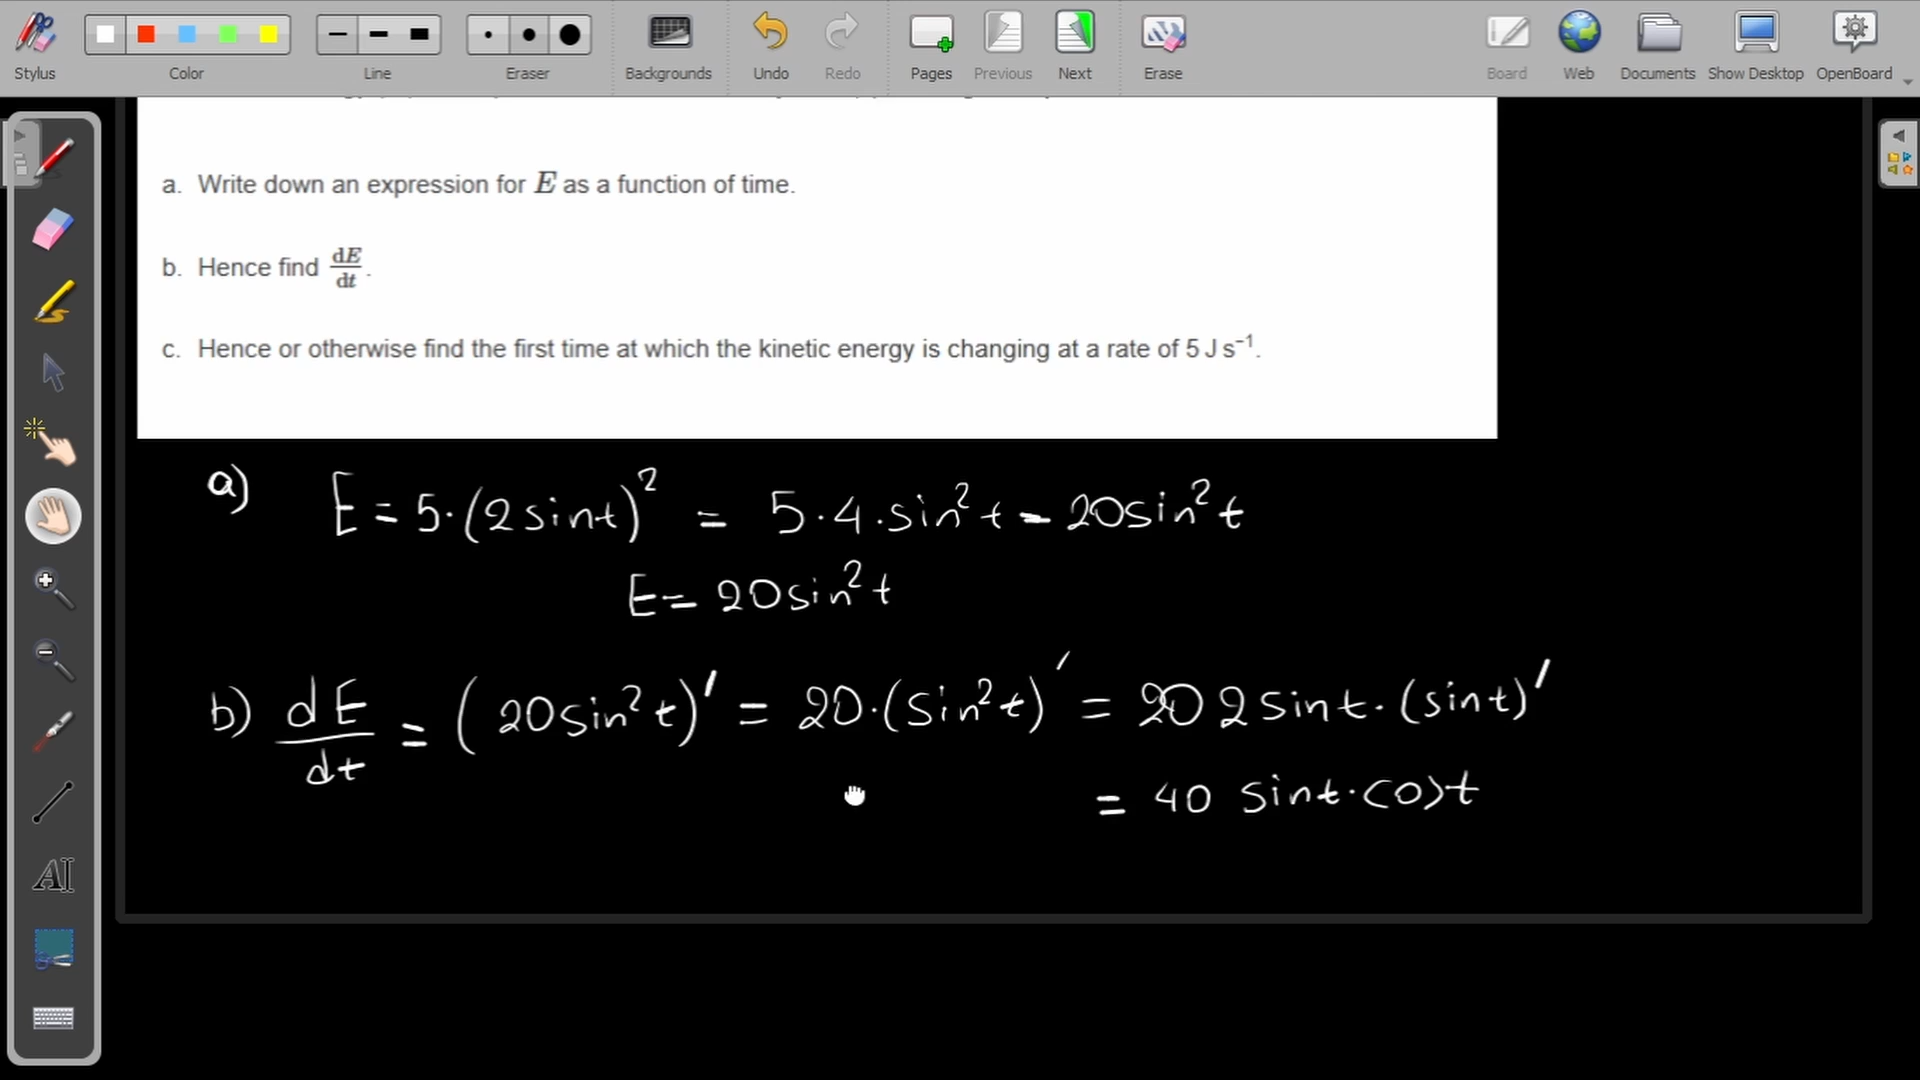 Stylus Color Line Eraser Backgrounds Undo Redo Pages Previous Next Erase Board Web Documents Show Desktop OpenBoard
a. Write down an expression for E as a function of time.
b. Hence find dE/dt.
c. Hence or otherwise find the first time at which the kinetic energy is changing at a rate of 5 J s⁻¹.
a) E = 5·(2sint)² = 5·4·sin²t = 20sin²t
E = 20sin²t
b) dE/dt = (20sin²t)′ = 20·(sin²t)′ = 20 2sint·(sint)′
= 40 sint·cost
AI